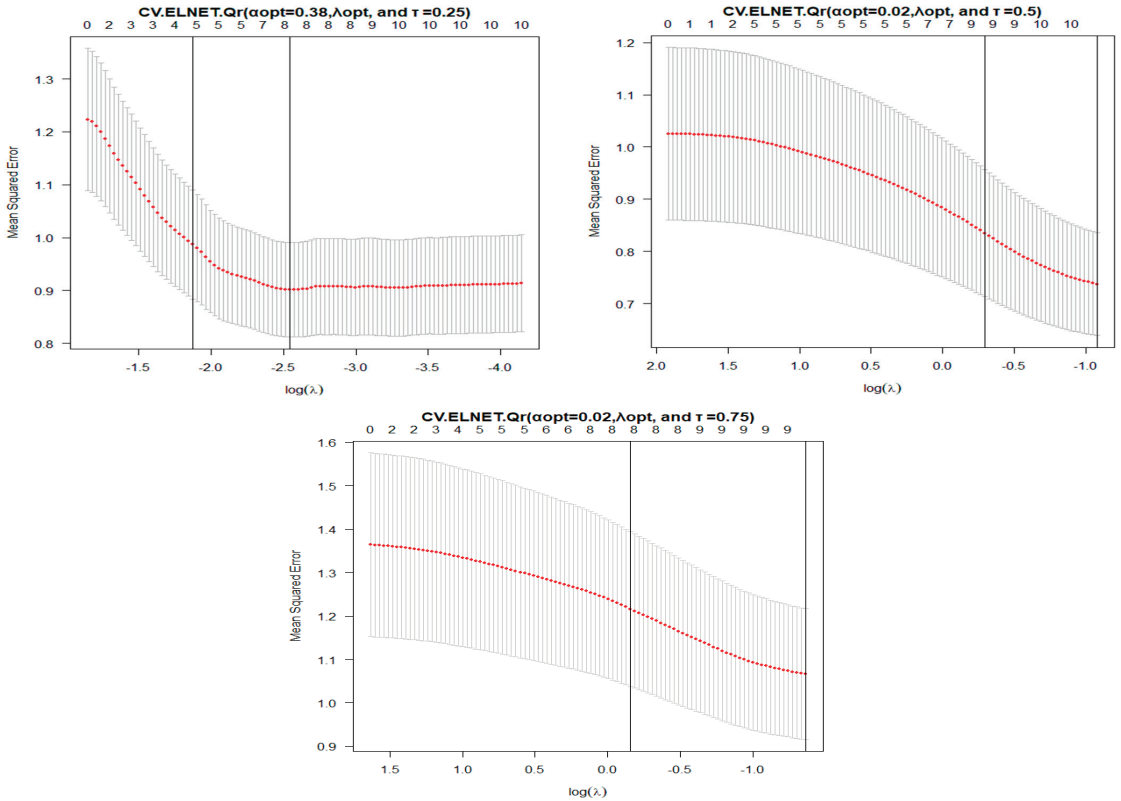 CV.ELNET.Qr(αopt=0.38,λopt, and τ =0.25)
0 2 3 3 4 5 5 5 7 8 8 9 9 9 10 10 10 10 10 10 10
Mean Squared Error
1.3
1.2
1.1
1.0
0.9
0.8
-1.5 -2.0 -2.5 -3.0 -3.5 -4.0
log(λ)
CV.ELNET.Qr(αopt=0.02,λopt, and τ =0.5)
0 1 1 2 5 5 5 5 5 5 5 5 7 7 9 9 9 10 10
Mean Squared Error
1.2
1.1
1.0
0.9
0.8
0.7
2.0 1.5 1.0 0.5 0.0 -0.5 -1.0
log(λ)
CV.ELNET.Qr(αopt=0.02,λopt, and τ =0.75)
0 2 2 3 4 5 5 5 6 6 8 8 8 8 8 9 9 9 9 9
Mean Squared Error
1.6
1.5
1.4
1.3
1.2
1.1
1.0
0.9
1.5 1.0 0.5 0.0 -0.5 -1.0
log(λ)